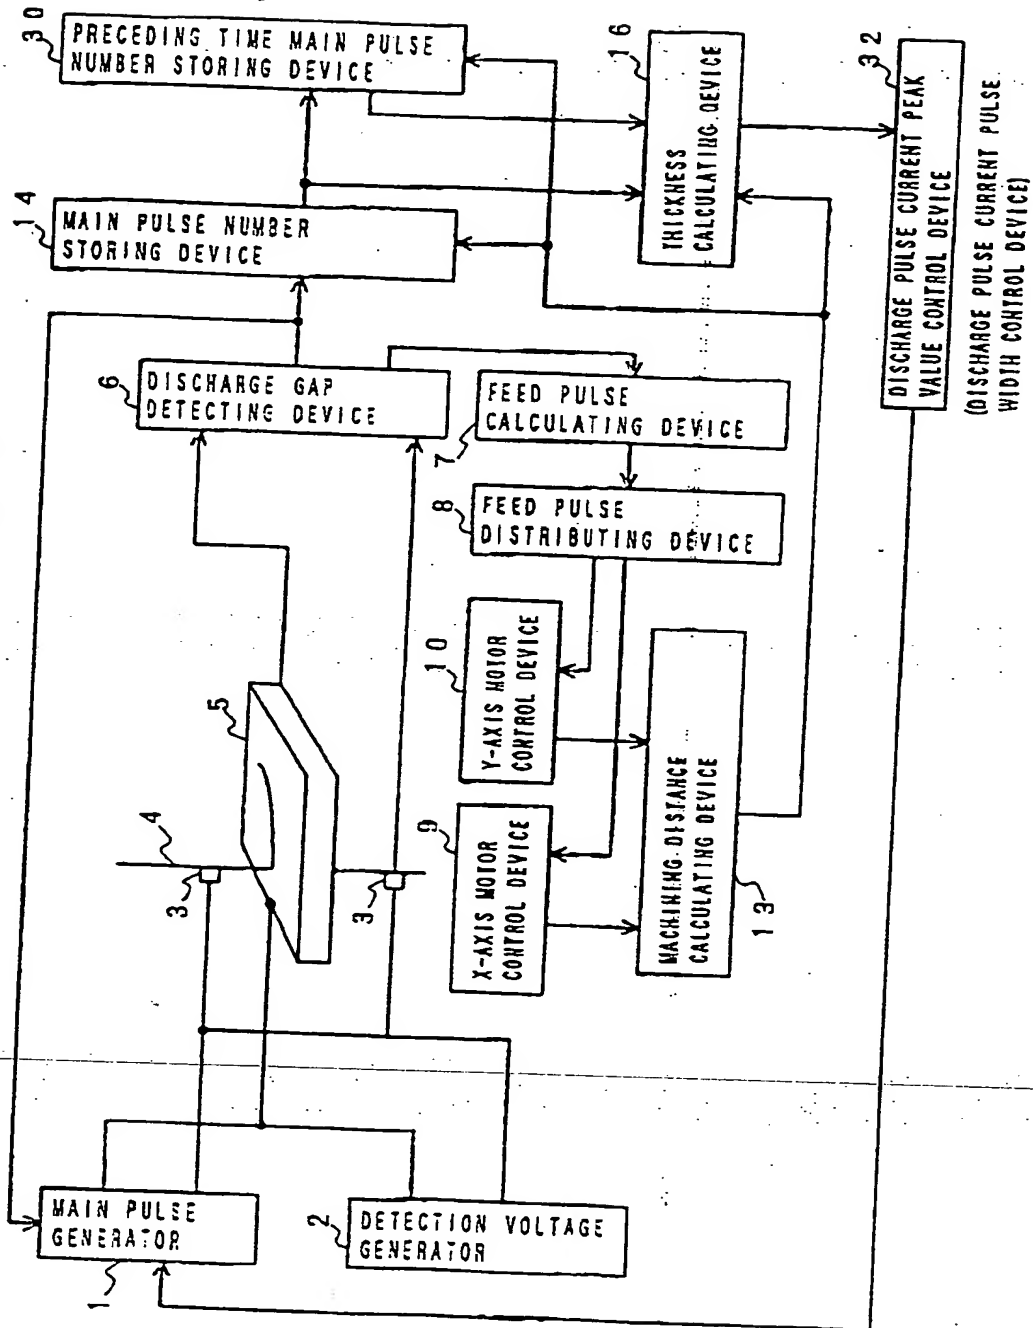 30
PRECEDING TIME MAIN PULSE
NUMBER STORING DEVICE
14
MAIN PULSE NUMBER
STORING DEVICE
16
THICKNESS
CALCULATING DEVICE
32
DISCHARGE PULSE CURRENT PEAK
VALUE CONTROL DEVICE
(DISCHARGE PULSE CURRENT PULSE
WIDTH CONTROL DEVICE)
6
DISCHARGE GAP
DETECTING DEVICE
7
FEED PULSE
CALCULATING DEVICE
8
FEED PULSE
DISTRIBUTING DEVICE
10
Y-AXIS MOTOR
CONTROL DEVICE
9
X-AXIS MOTOR
CONTROL DEVICE
MACHINING DISTANCE
CALCULATING DEVICE
13
5
4
3
3
MAIN PULSE
GENERATOR
1
2
DETECTION VOLTAGE
GENERATOR